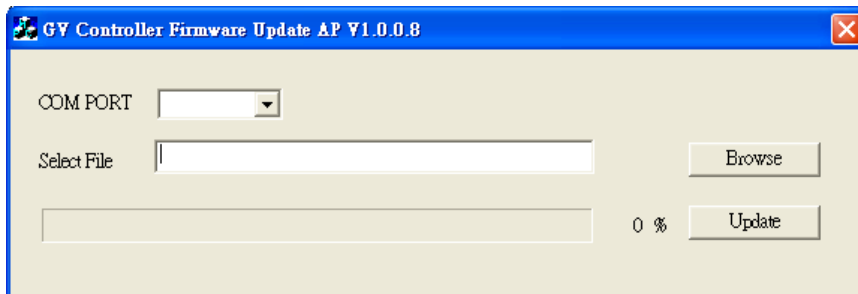 GV Controller Firmware Update AP V1.0.0.8
COM PORT
Select File
Browse
0 %
Update